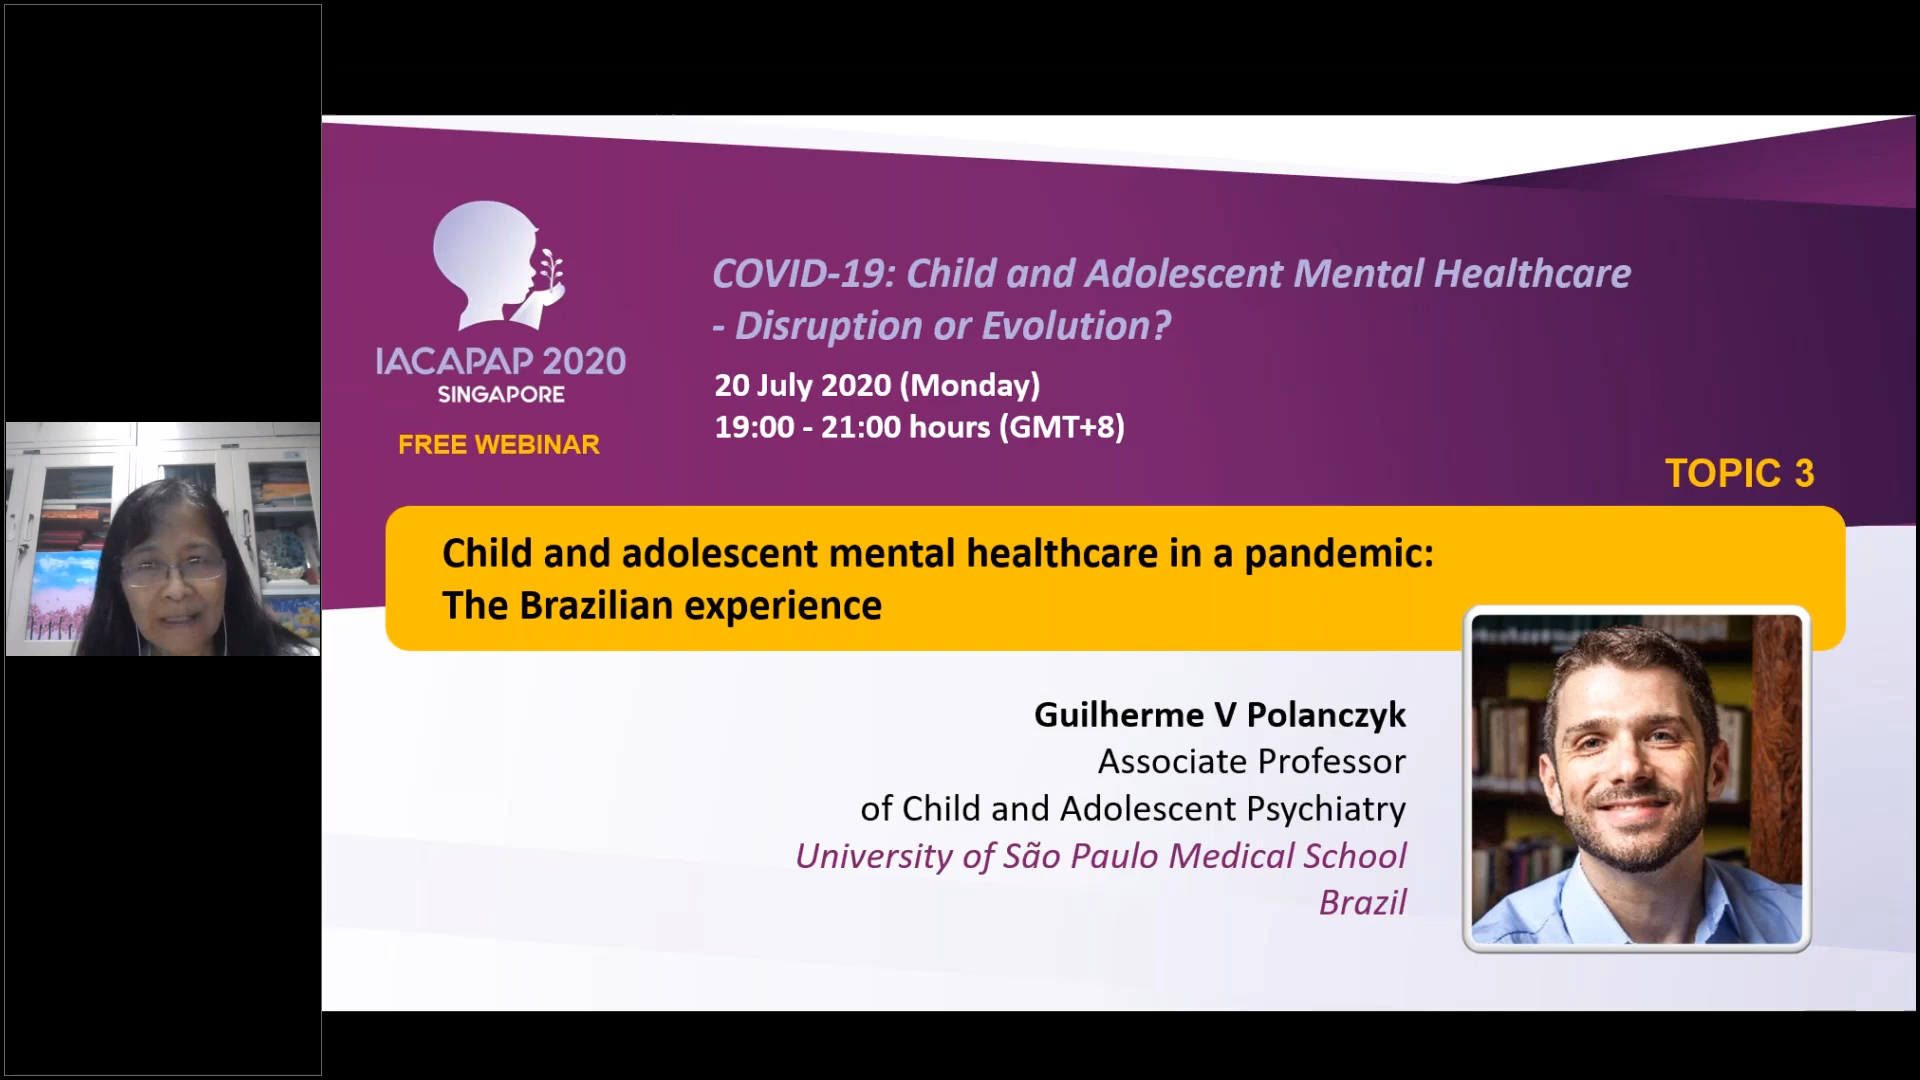 IACAPAP 2020
SINGAPORE
FREE WEBINAR
COVID-19: Child and Adolescent Mental Healthcare
- Disruption or Evolution?
20 July 2020 (Monday)
19:00 - 21:00 hours (GMT+8)
TOPIC 3
Child and adolescent mental healthcare in a pandemic:
The Brazilian experience
Guilherme V Polanczyk
Associate Professor
of Child and Adolescent Psychiatry
University of São Paulo Medical School
Brazil